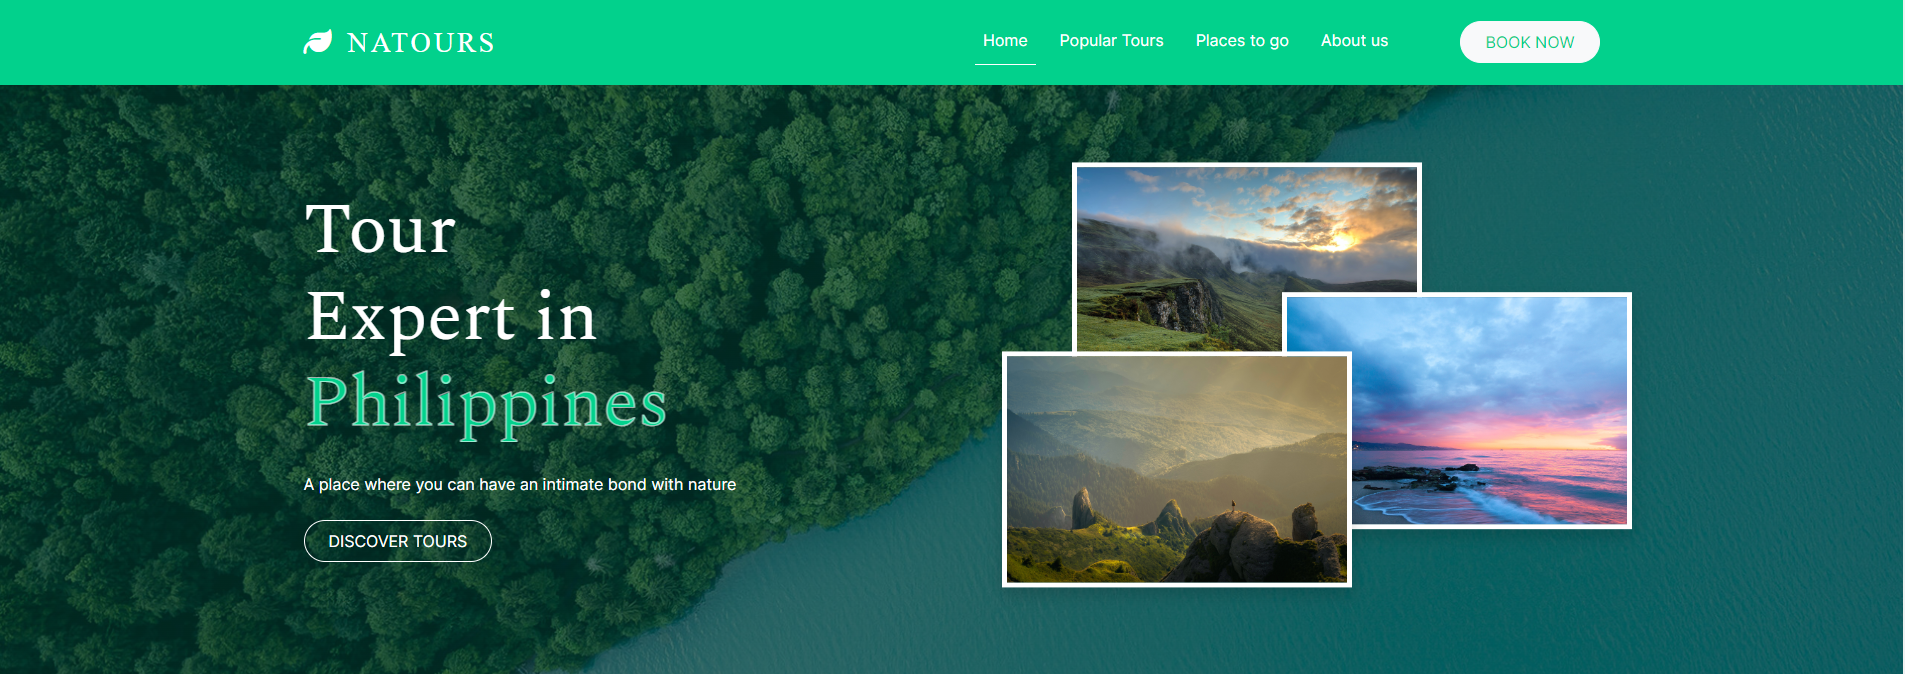 NATOURS
Home Popular Tours Places to go About us
BOOK NOW
Tour
Expert in
Philippines
A place where you can have an intimate bond with nature
DISCOVER TOURS